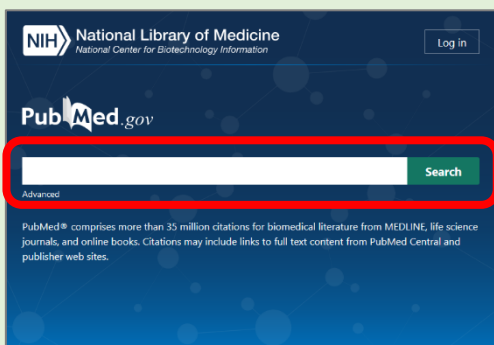 NIH National Library of Medicine
National Center for Biotechnology Information
Log in
PubMed.gov
Search
Advanced
PubMed® comprises more than 35 million citations for biomedical literature from MEDLINE, life science
journals, and online books. Citations may include links to full text content from PubMed Central and
publisher web sites.